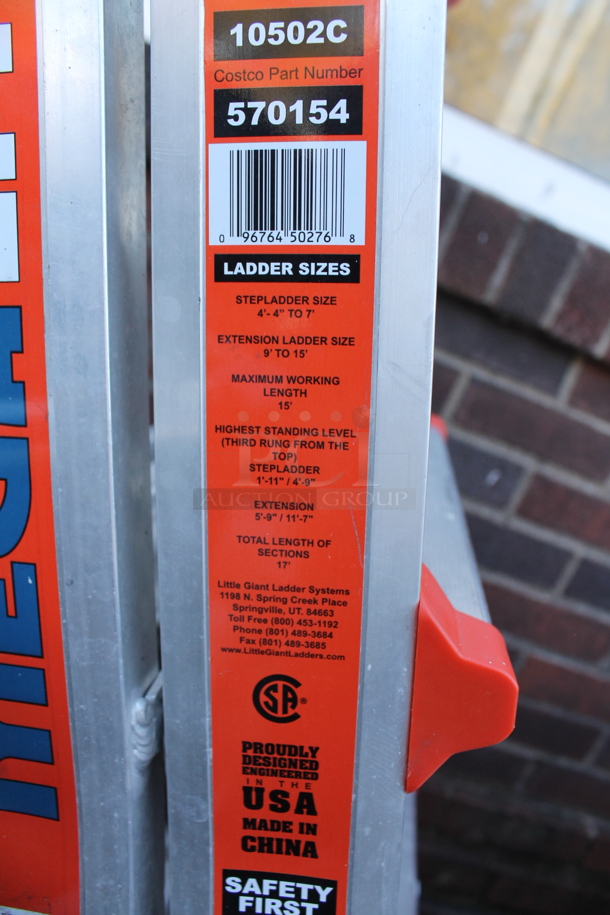 10502C
Costco Part Number
570154
0 96764 50276 8
LADDER SIZES
STEPLADDER SIZE
4'- 4" TO 7'
EXTENSION LADDER SIZE
9' TO 15'
MAXIMUM WORKING
LENGTH
15'
HIGHEST STANDING LEVEL
(THIRD RUNG FROM THE
TOP)
STEPLADDER
1'-11" / 4'-9"
AUCTION GROUP
EXTENSION
5'-9" / 11'-7"
TOTAL LENGTH OF
SECTIONS
17'
Little Giant Ladder Systems
1198 N. Spring Creek Place
Springville, UT. 84663
Toll Free (800) 453-1192
Phone (801) 489-3684
Fax (801) 489-3685
www.LittleGiantLadders.com
CSA®
PROUDLY
DESIGNED
ENGINEERED
IN THE
USA
MADE IN
CHINA
SAFETY
FIRST